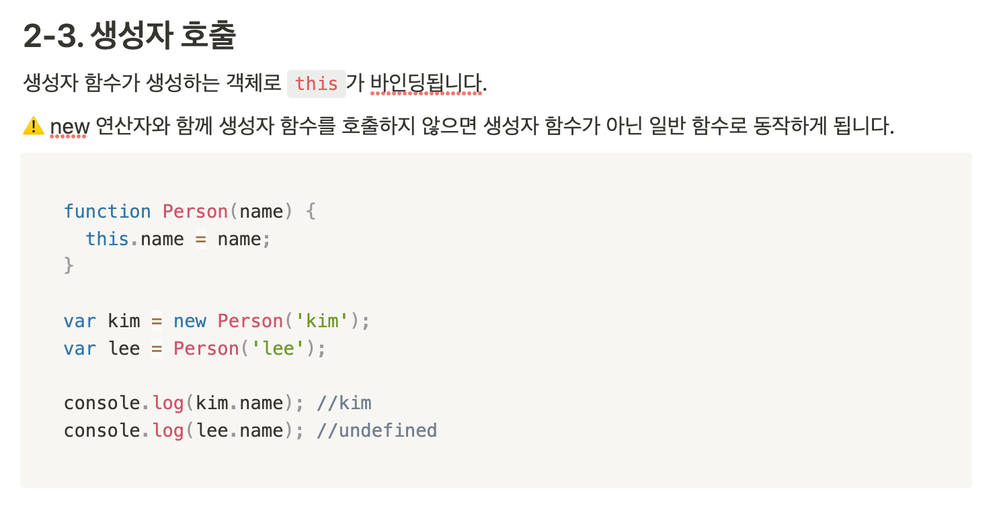 2-3. 생성자 호출
생성자 함수가 생성하는 객체로 this가 바인딩됩니다.
⚠️ new 연산자와 함께 생성자 함수를 호출하지 않으면 생성자 함수가 아닌 일반 함수로 동작하게 됩니다.
function Person(name) {
  this.name = name;
}
var kim = new Person('kim');
var lee = Person('lee');
console.log(kim.name); //kim
console.log(lee.name); //undefined